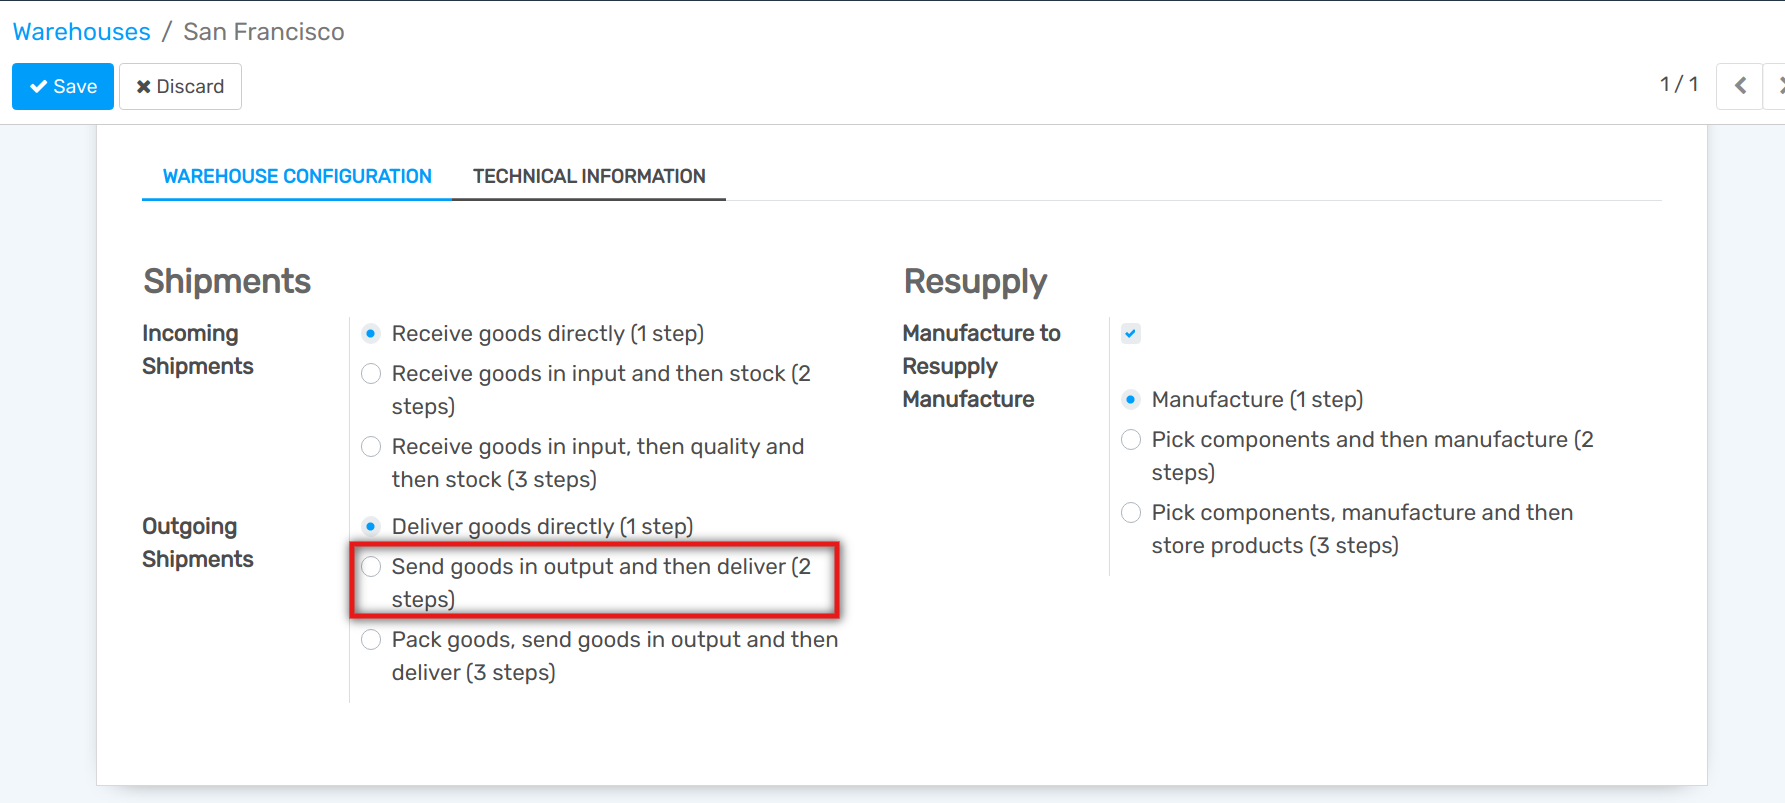 Warehouses / San Francisco
Save
Discard
1 / 1
WAREHOUSE CONFIGURATION
TECHNICAL INFORMATION
Shipments
Incoming
Shipments
Receive goods directly (1 step)
Receive goods in input and then stock (2
steps)
Receive goods in input, then quality and
then stock (3 steps)
Outgoing
Shipments
Deliver goods directly (1 step)
Send goods in output and then deliver (2
steps)
Pack goods, send goods in output and then
deliver (3 steps)
Resupply
Manufacture to
Resupply
Manufacture
Manufacture (1 step)
Pick components and then manufacture (2
steps)
Pick components, manufacture and then
store products (3 steps)